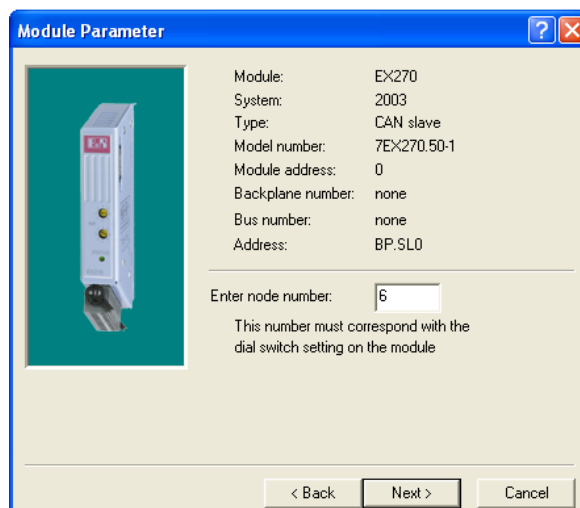 Module Parameter
Module: EX270
System: 2003
Type: CAN slave
Model number: 7EX270.50-1
Module address: 0
Backplane number: none
Bus number: none
Address: BP.SL0
Enter node number: 6
This number must correspond with the
dial switch setting on the module
< Back Next > Cancel